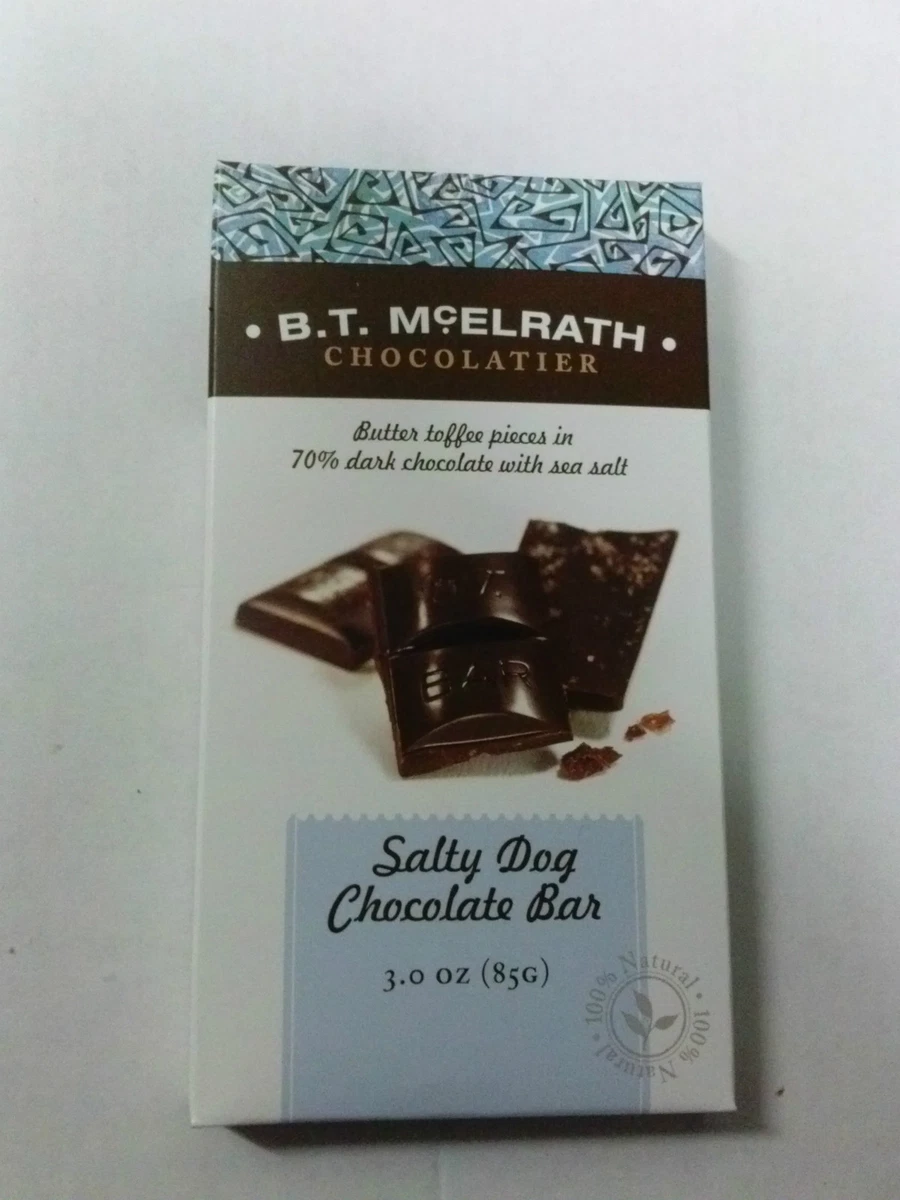 • B.T. McELRATH •
CHOCOLATIER
Butter toffee pieces in
70% dark chocolate with sea salt
B.T.
BAR
Salty Dog
Chocolate Bar
3.0 oz (85g)
100% Natural • 100% Natural •